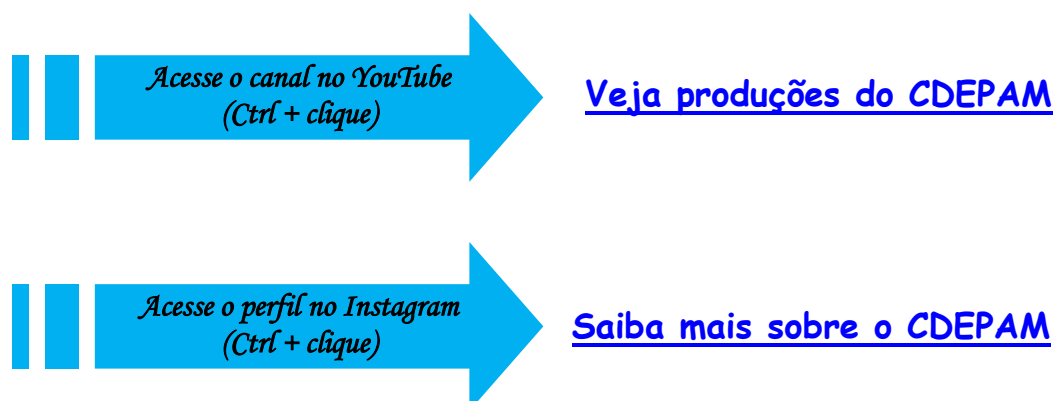 Acesse o canal no YouTube
(Ctrl + clique)
Veja produções do CDEPAM
Acesse o perfil no Instagram
(Ctrl + clique)
Saiba mais sobre o CDEPAM